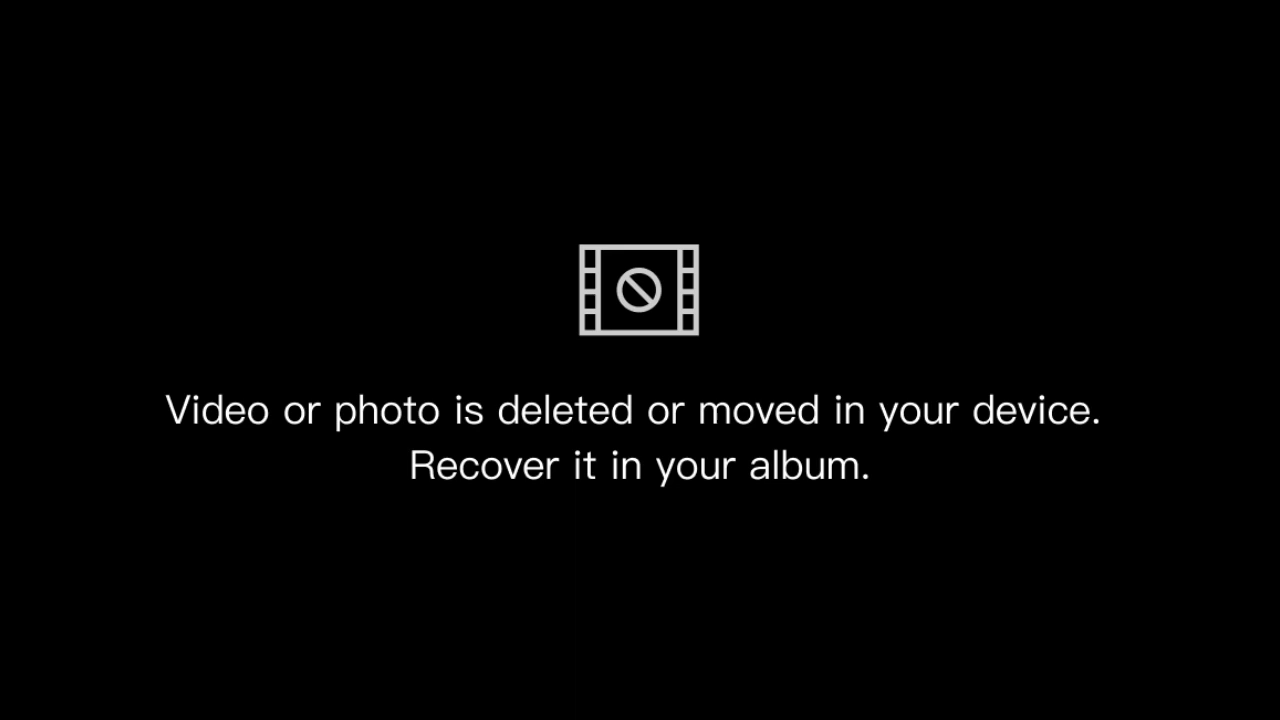 Video or photo is deleted or moved in your device.
Recover it in your album.